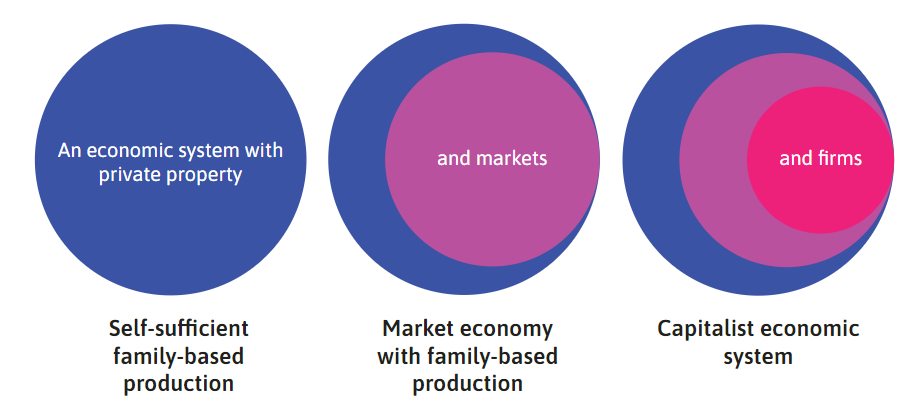 An economic system with
private property
and markets
and firms
Self-sufficient
family-based
production
Market economy
with family-based
production
Capitalist economic
system